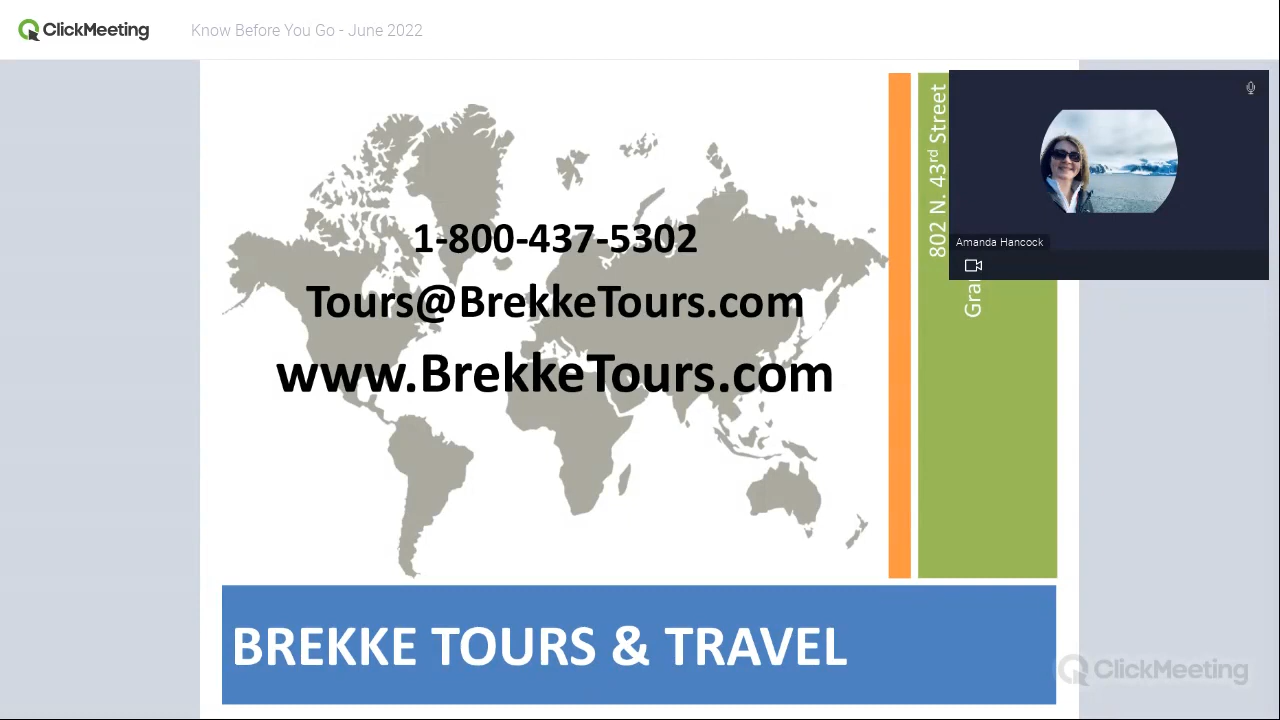 ClickMeeting
Know Before You Go - June 2022
1-800-437-5302
Tours@BrekkeTours.com
www.BrekkeTours.com
802 N. 43rd Street
Amanda Hancock
BREKKE TOURS & TRAVEL
ClickMeeting